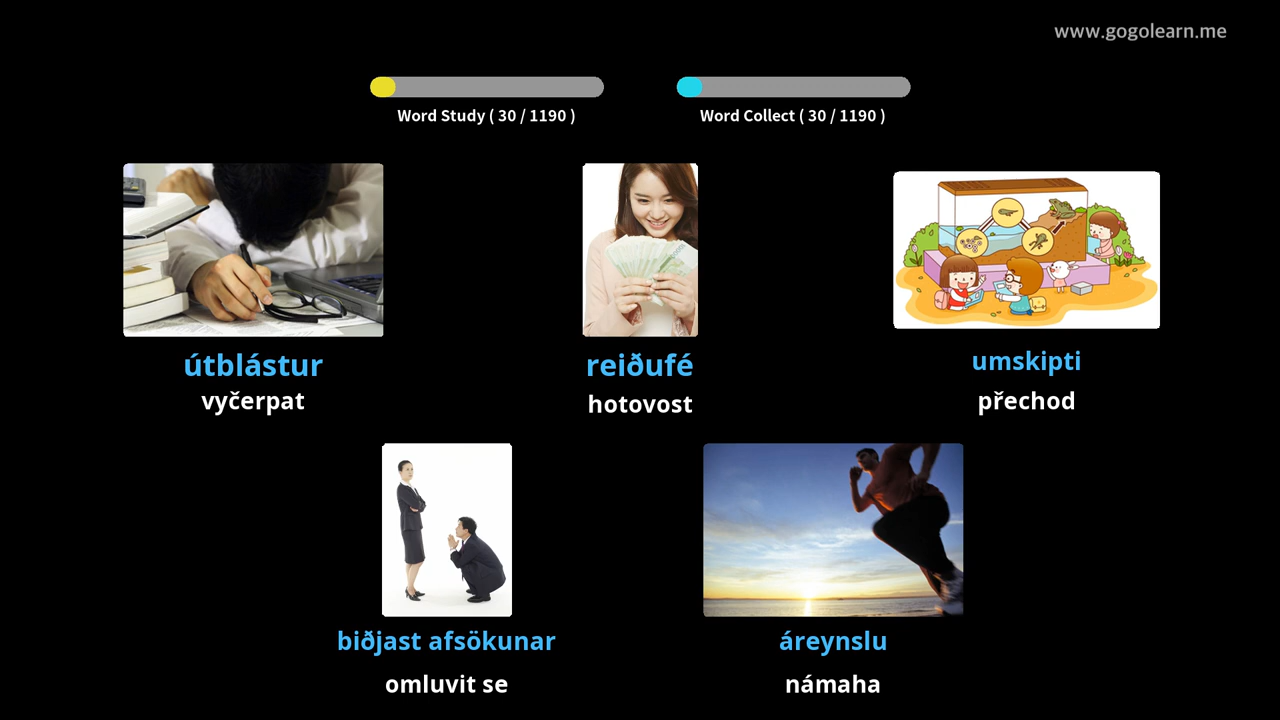 www.gogolearn.me
Word Study ( 30 / 1190 )
Word Collect ( 30 / 1190 )
útblástur
vyčerpat
reiðufé
hotovost
umskipti
přechod
biðjast afsökunar
omluvit se
áreynslu
námaha